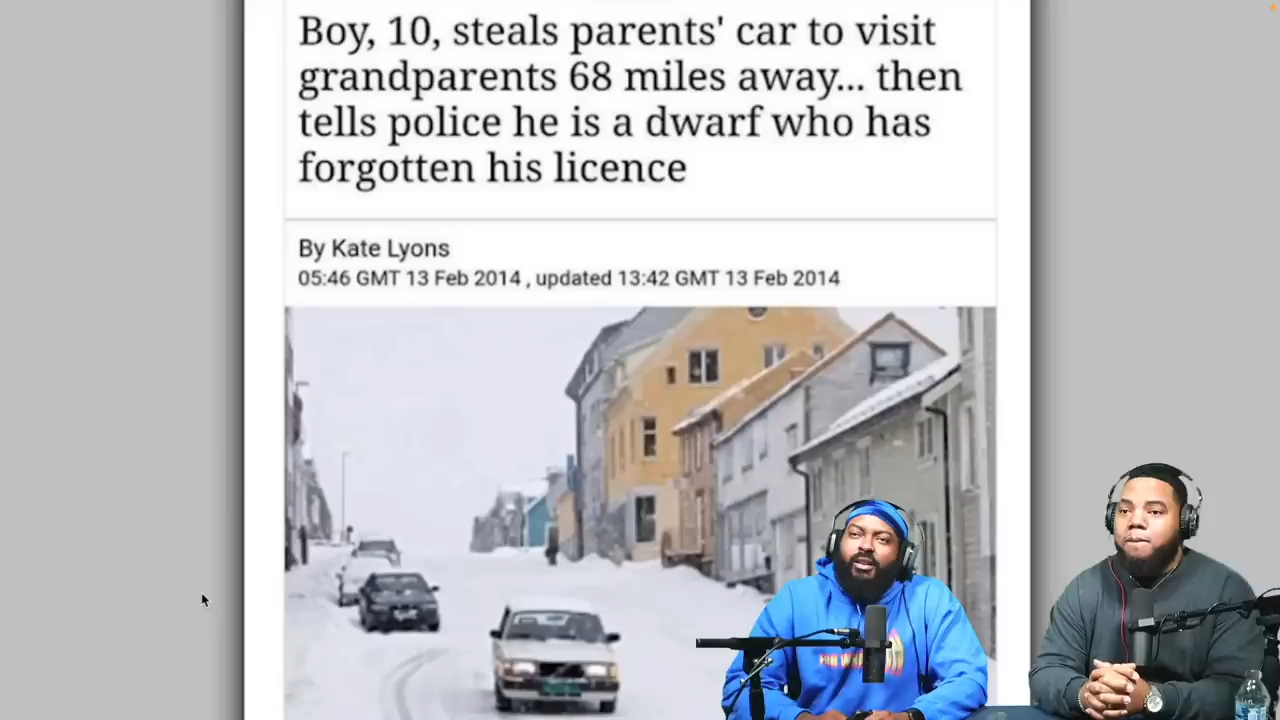 Boy, 10, steals parents' car to visit
grandparents 68 miles away... then
tells police he is a dwarf who has
forgotten his licence
By Kate Lyons
05:46 GMT 13 Feb 2014 , updated 13:42 GMT 13 Feb 2014